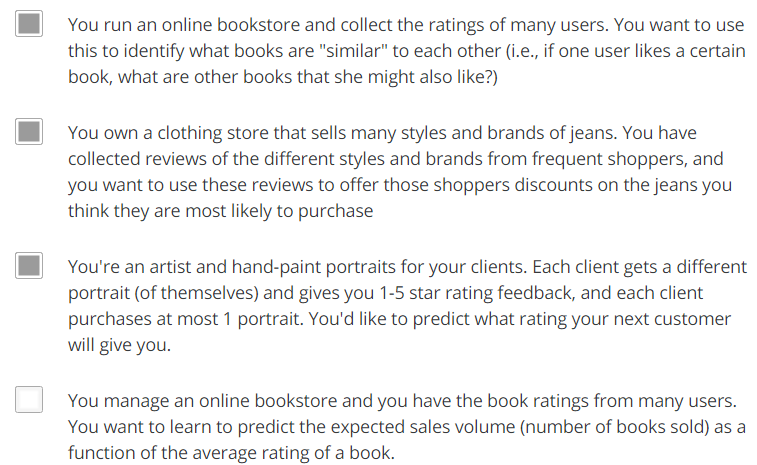 You run an online bookstore and collect the ratings of many users. You want to use
this to identify what books are "similar" to each other (i.e., if one user likes a certain
book, what are other books that she might also like?)
You own a clothing store that sells many styles and brands of jeans. You have
collected reviews of the different styles and brands from frequent shoppers, and
you want to use these reviews to offer those shoppers discounts on the jeans you
think they are most likely to purchase
You're an artist and hand-paint portraits for your clients. Each client gets a different
portrait (of themselves) and gives you 1-5 star rating feedback, and each client
purchases at most 1 portrait. You'd like to predict what rating your next customer
will give you.
You manage an online bookstore and you have the book ratings from many users.
You want to learn to predict the expected sales volume (number of books sold) as a
function of the average rating of a book.